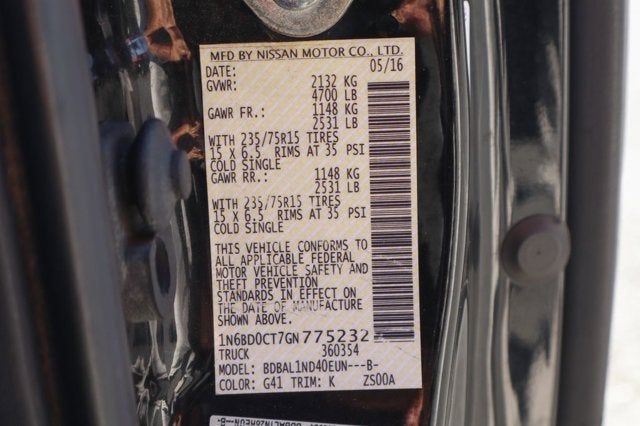 MFD BY NISSAN MOTOR CO., LTD.
DATE: 05/16
GVWR: 2132 KG
4700 LB
GAWR FR.: 1148 KG
2531 LB
WITH 235/75R15 TIRES
15 X 6.5 RIMS AT 35 PSI
COLD SINGLE
GAWR RR.: 1148 KG
2531 LB
WITH 235/75R15 TIRES
15 X 6.5 RIMS AT 35 PSI
COLD SINGLE
THIS VEHICLE CONFORMS TO
ALL APPLICABLE FEDERAL
MOTOR VEHICLE SAFETY AND
THEFT PREVENTION
STANDARDS IN EFFECT ON
THE DATE OF MANUFACTURE
SHOWN ABOVE.
1N6BD0CT7GN775232
TRUCK 360354
MODEL: BDBAL1ND40EUN---B-
COLOR: G41 TRIM: K ZS00A